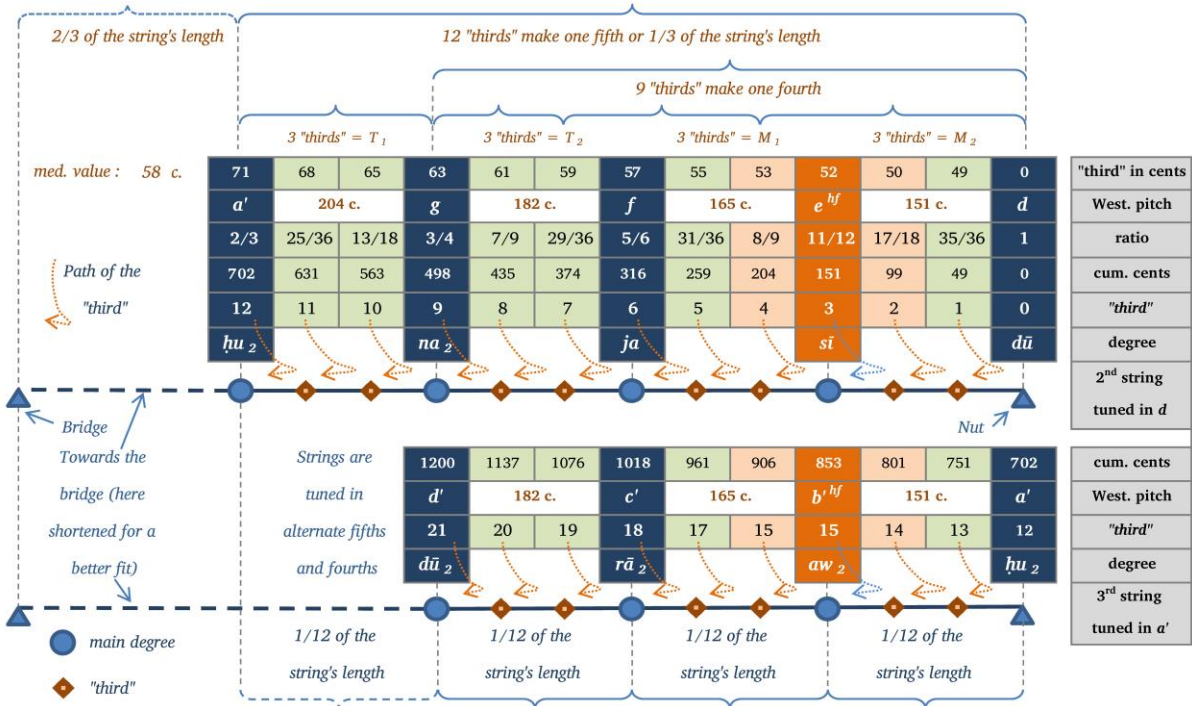 2/3 of the string's length
12 "thirds" make one fifth or 1/3 of the string's length
9 "thirds" make one fourth
3 "thirds" = T 1
3 "thirds" = T 2
3 "thirds" = M 1
3 "thirds" = M 2
med. value : 58 c.
71 68 65 63 61 59 57 55 53 52 50 49 0 "third" in cents
a' 204 c. g 182 c. f 165 c. e hf 151 c. d West. pitch
2/3 25/36 13/18 3/4 7/9 29/36 5/6 31/36 8/9 11/12 17/18 35/36 1 ratio
702 631 563 498 435 374 316 259 204 151 99 49 0 cum. cents
12 11 10 9 8 7 6 5 4 3 2 1 0 "third"
ḥu 2 na 2 ja sī dū degree
2nd string
tuned in d
Path of the
"third"
Bridge
Nut
Towards the
bridge (here
shortened for a
better fit)
Strings are
tuned in
alternate fifths
and fourths
1200 1137 1076 1018 961 906 853 801 751 702 cum. cents
d' 182 c. c' 165 c. b' hf 151 c. a' West. pitch
21 20 19 18 17 15 15 14 13 12 "third"
dū 2 rā 2 aw 2 ḥu 2 degree
3rd string
tuned in a'
main degree
"third"
1/12 of the
string's length
1/12 of the
string's length
1/12 of the
string's length
1/12 of the
string's length